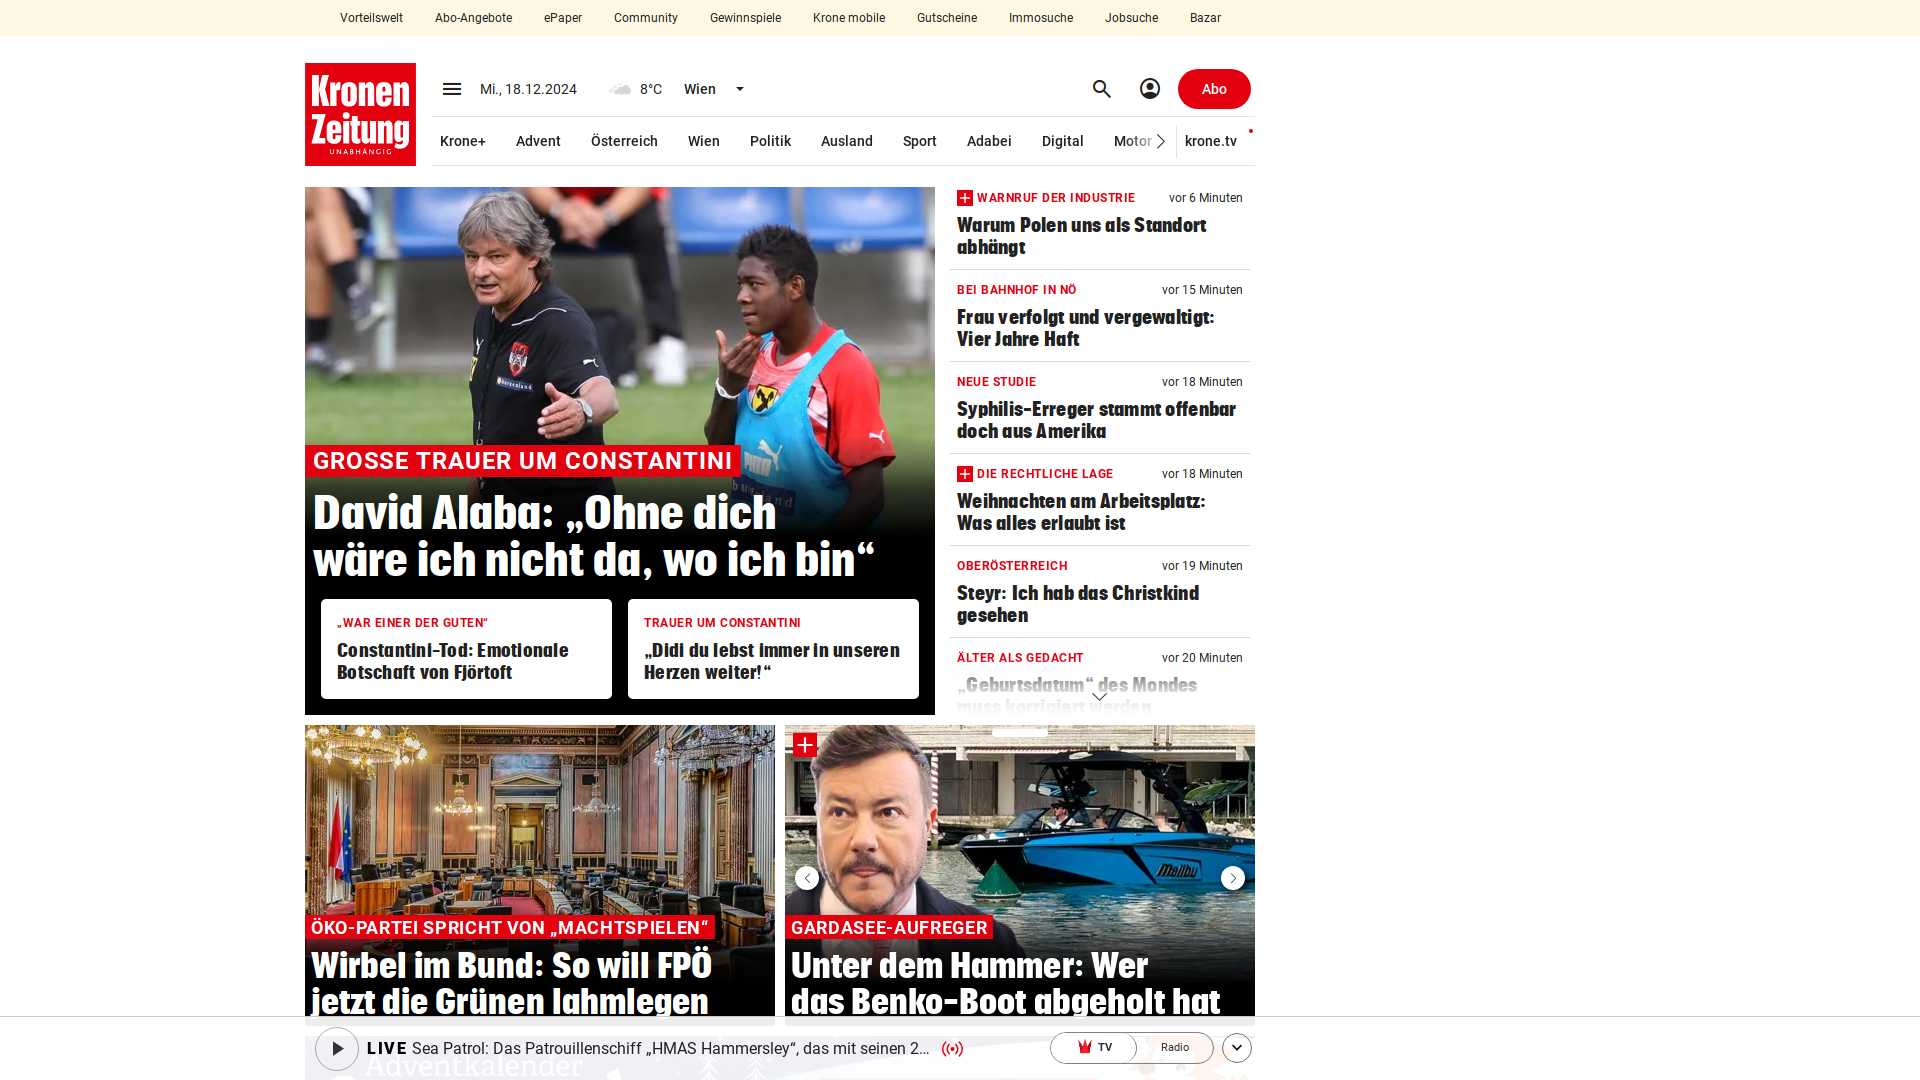 Vorteilswelt Abo-Angebote ePaper Community Gewinnspiele Krone mobile Gutscheine Immosuche Jobsuche Bazar
Kronen
Zeitung
UNABHÄNGIG
Mi., 18.12.2024 8°C Wien Abo
Krone+ Advent Österreich Wien Politik Ausland Sport Adabei Digital Motor krone.tv
GROSSE TRAUER UM CONSTANTINI
David Alaba: „Ohne dich
wäre ich nicht da, wo ich bin“
„WAR EINER DER GUTEN“
Constantini-Tod: Emotionale
Botschaft von Fjörtoft
TRAUER UM CONSTANTINI
„Didi du lebst immer in unseren
Herzen weiter!“
WARNRUF DER INDUSTRIE vor 6 Minuten
Warum Polen uns als Standort
abhängt
BEI BAHNHOF IN NÖ vor 15 Minuten
Frau verfolgt und vergewaltigt:
Vier Jahre Haft
NEUE STUDIE vor 18 Minuten
Syphilis-Erreger stammt offenbar
doch aus Amerika
DIE RECHTLICHE LAGE vor 18 Minuten
Weihnachten am Arbeitsplatz:
Was alles erlaubt ist
OBERÖSTERREICH vor 19 Minuten
Steyr: Ich hab das Christkind
gesehen
ÄLTER ALS GEDACHT vor 20 Minuten
„Geburtsdatum“ des Mondes
muss korrigiert werden
ÖKO-PARTEI SPRICHT VON „MACHTSPIELEN“
Wirbel im Bund: So will FPÖ
jetzt die Grünen lahmlegen
Malibu
GARDASEE-AUFREGER
Unter dem Hammer: Wer
das Benko-Boot abgeholt hat
LIVE Sea Patrol: Das Patrouillenschiff „HMAS Hammersley“, das mit seinen 2... TV Radio
Adventkalender